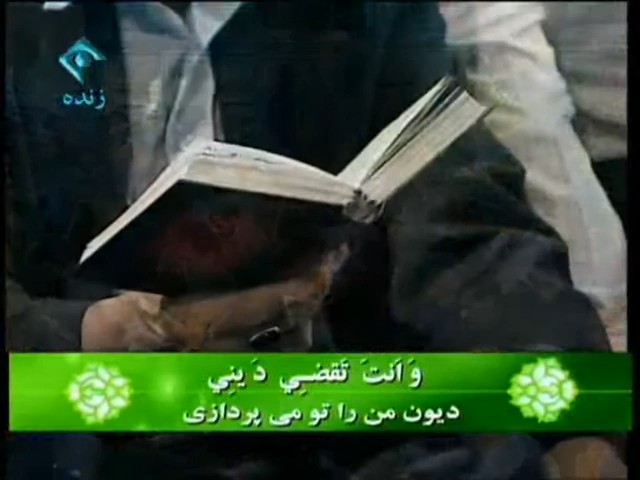 زنده
وَ اَنتَ تَقضِي دَينِي
دیون من را تو می پردازی